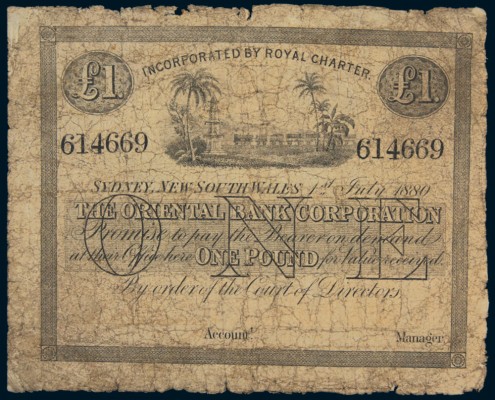 INCORPORATED BY ROYAL CHARTER.
£1 £1
614669 614669
SYDNEY, NEW SOUTH WALES 1st July 1880
THE ORIENTAL BANK CORPORATION
ONE
Promise to pay the Bearer on demand
at their Office here ONE POUND for value received.
By order of the Court of Directors
Accountt. Manager.